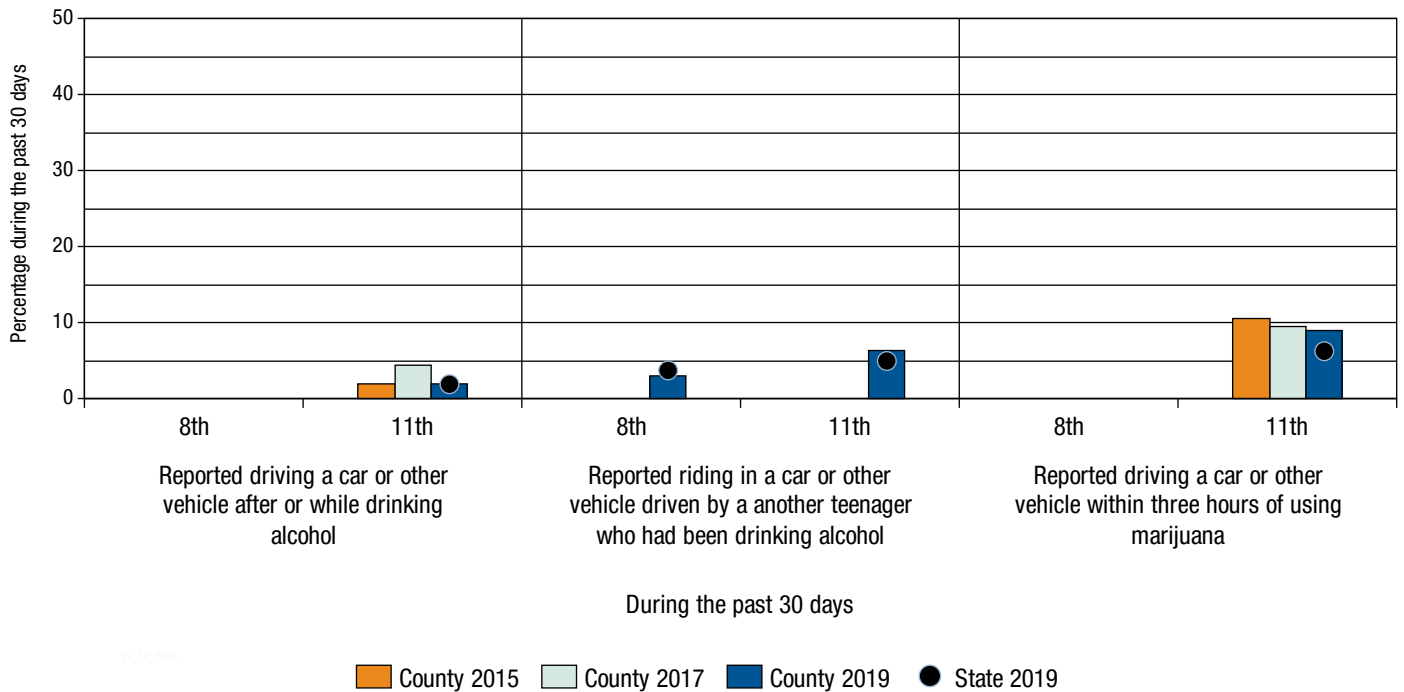 Percentage during the past 30 days
50
40
30
20
10
0
8th
11th
8th
11th
8th
11th
Reported driving a car or other
vehicle after or while drinking
alcohol
Reported riding in a car or other
vehicle driven by a another teenager
who had been drinking alcohol
Reported driving a car or other
vehicle within three hours of using
marijuana
During the past 30 days
County 2015
County 2017
County 2019
State 2019